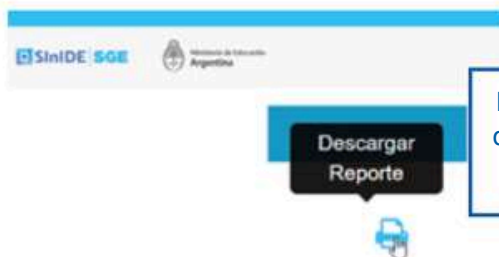 SInIDE SGE
Ministerio de Educación
Argentina
Descargar
Reporte